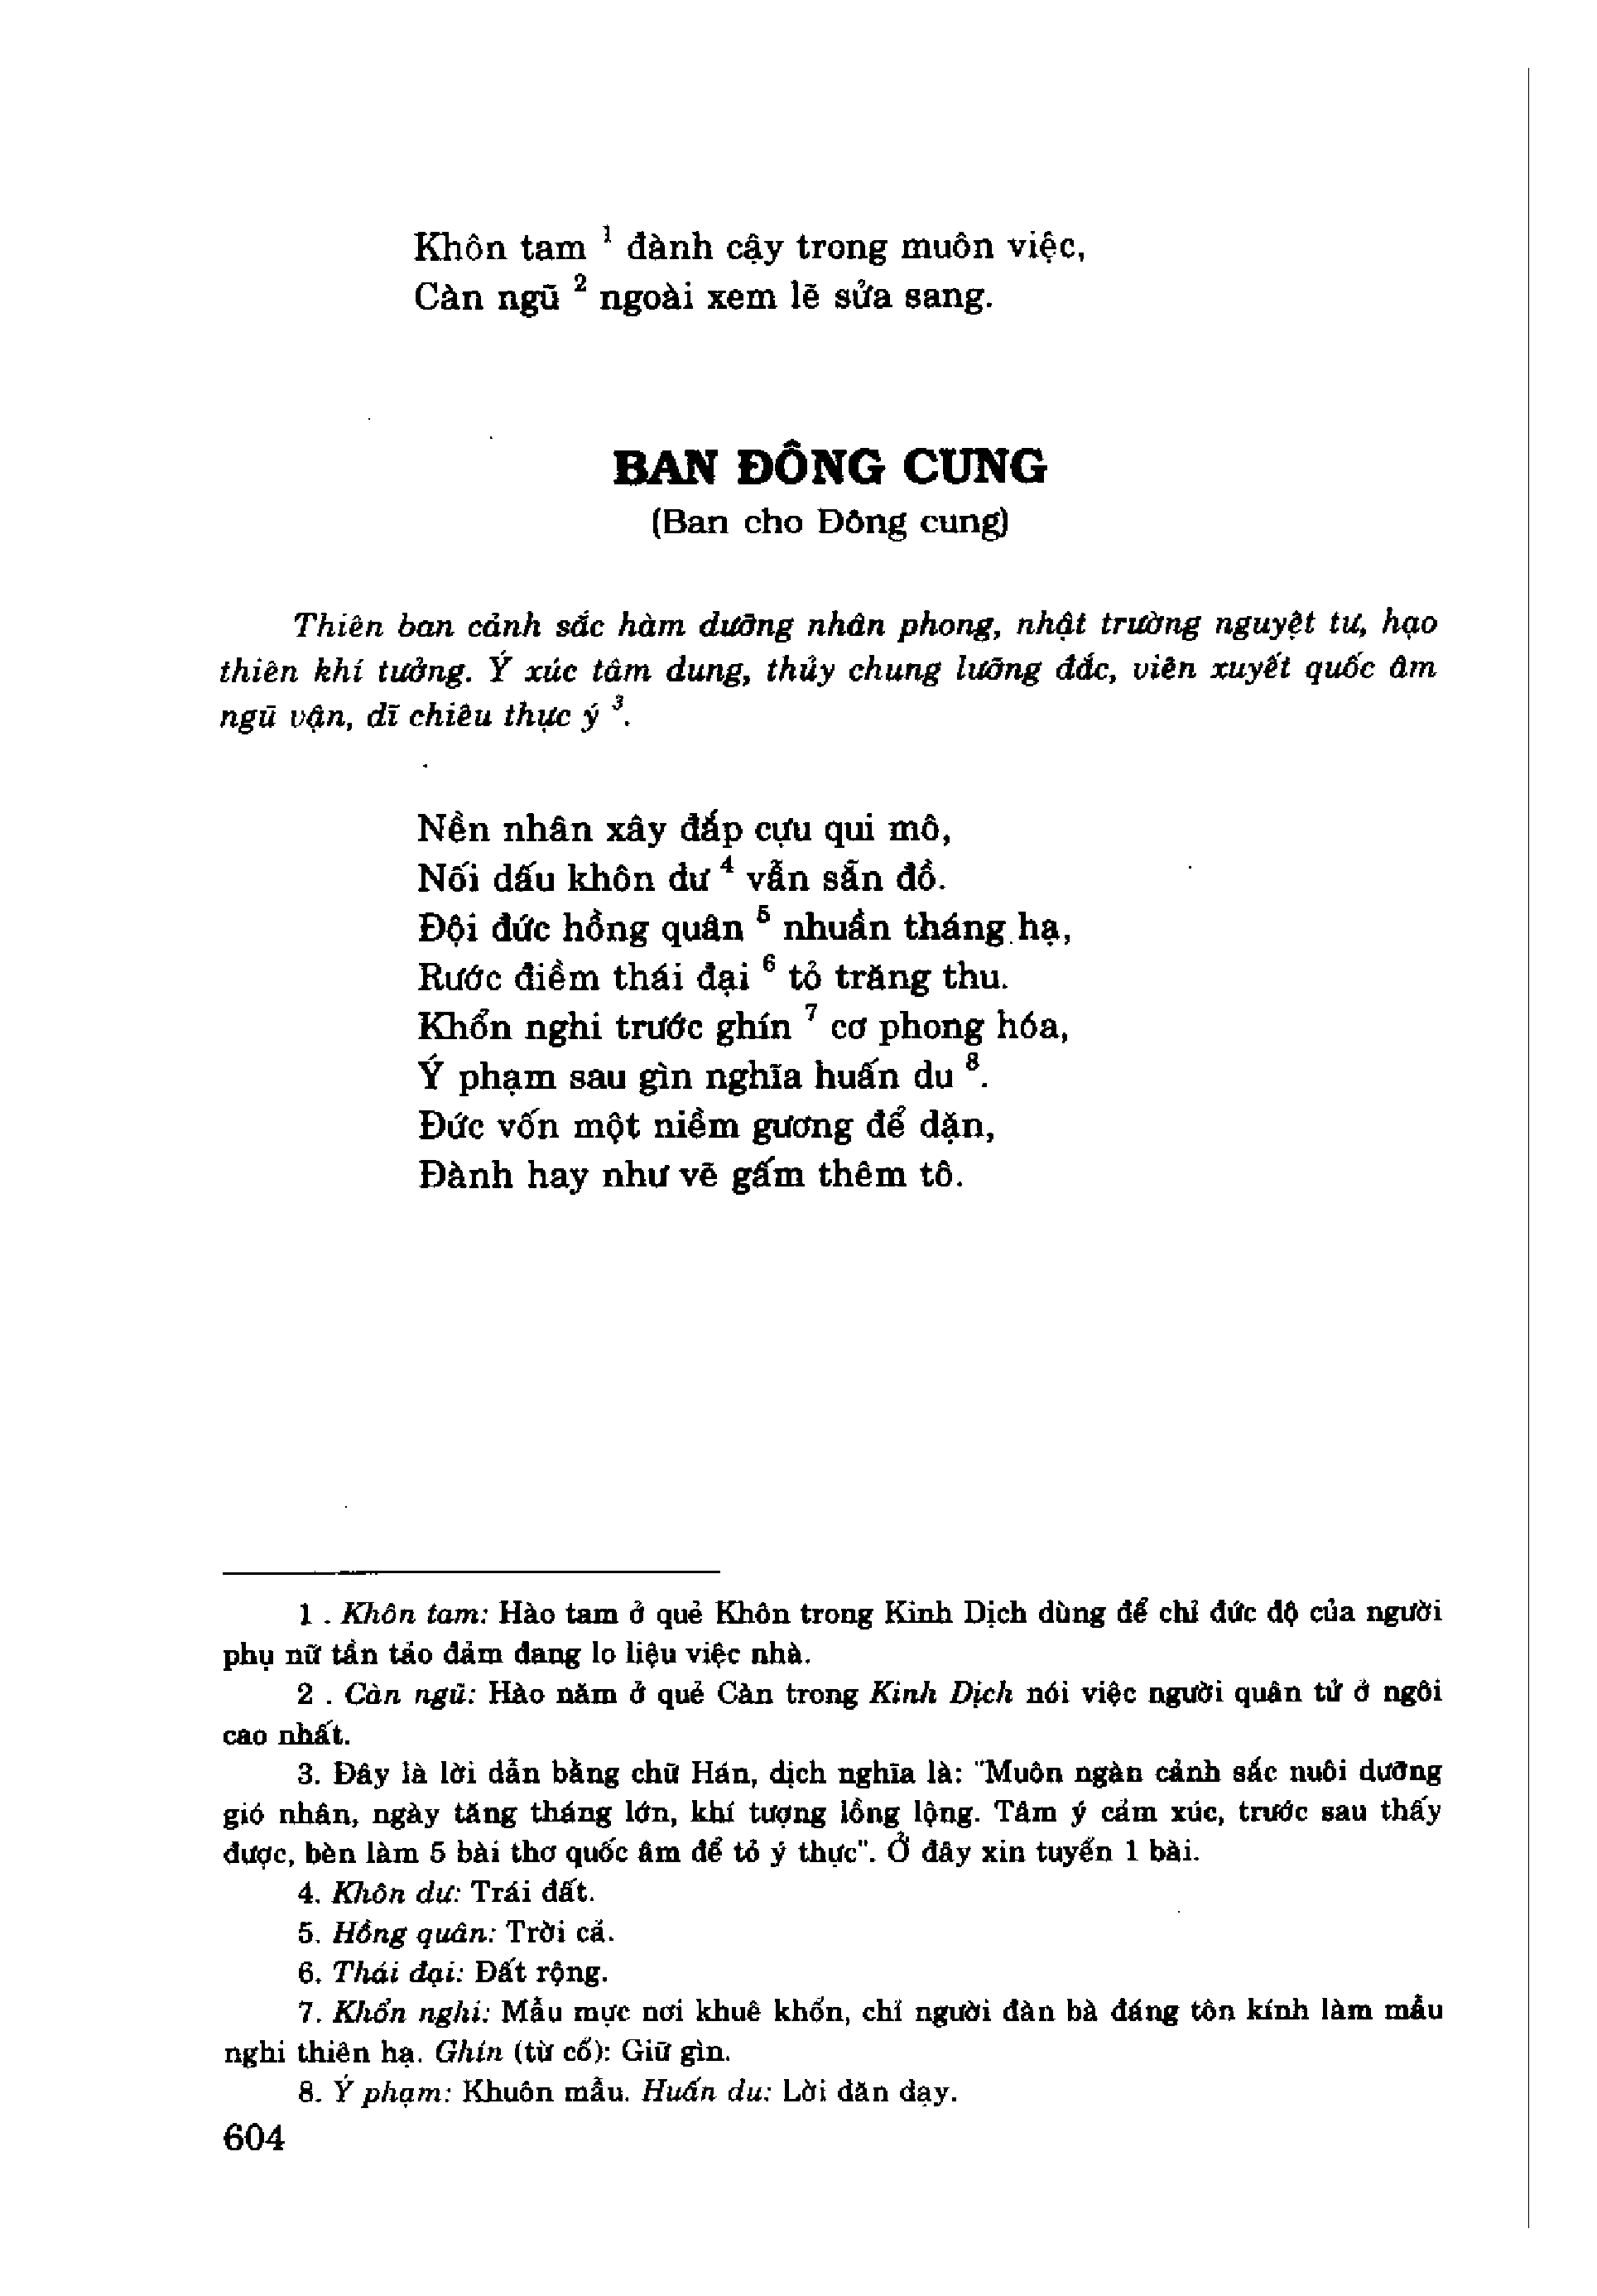 Khôn tam ¹ đành cậy trong muôn việc,
Càn ngũ ² ngoài xem lẽ sửa sang.
BAN ĐÔNG CUNG
(Ban cho Đông cung)
Thiên ban cảnh sắc hàm dưỡng nhân phong, nhật trường nguyệt tư, hạo
thiên khí tưởng. Ý xúc tâm dung, thủy chung lưỡng đắc, viên xuyết quốc âm
ngũ vận, dĩ chiêu thực ý ³.
Nền nhân xây đắp cựu qui mô,
Nối dấu khôn dư ⁴ vẫn sẵn đồ.
Đội đức hồng quân ⁵ nhuần tháng hạ,
Rước điềm thái đại ⁶ tỏ trăng thu.
Khổn nghi trước ghín ⁷ cơ phong hóa,
Ý phạm sau gìn nghĩa huấn du ⁸.
Đức vốn một niềm gương để dặn,
Đành hay như vẽ gấm thêm tô.
1 . Khôn tam: Hào tam ở quẻ Khôn trong Kinh Dịch dùng để chỉ đức độ của người
phụ nữ tần tảo đảm đang lo liệu việc nhà.
2 . Càn ngũ: Hào năm ở quẻ Càn trong Kinh Dịch nói việc người quân tử ở ngôi
cao nhất.
3. Đây là lời dẫn bằng chữ Hán, dịch nghĩa là: "Muôn ngàn cảnh sắc nuôi dưỡng
gió nhân, ngày tăng tháng lớn, khí tượng lồng lộng. Tâm ý cảm xúc, trước sau thấy
được, bèn làm 5 bài thơ quốc âm để tỏ ý thực". Ở đây xin tuyển 1 bài.
4. Khôn dư: Trái đất.
5. Hồng quân: Trời cả.
6. Thái đại: Đất rộng.
7. Khổn nghi: Mẫu mực nơi khuê khổn, chỉ người đàn bà đáng tôn kính làm mẫu
nghi thiên hạ. Ghín (từ cổ): Giữ gìn.
8. Ý phạm: Khuôn mẫu. Huấn du: Lời dăn dạy.
604